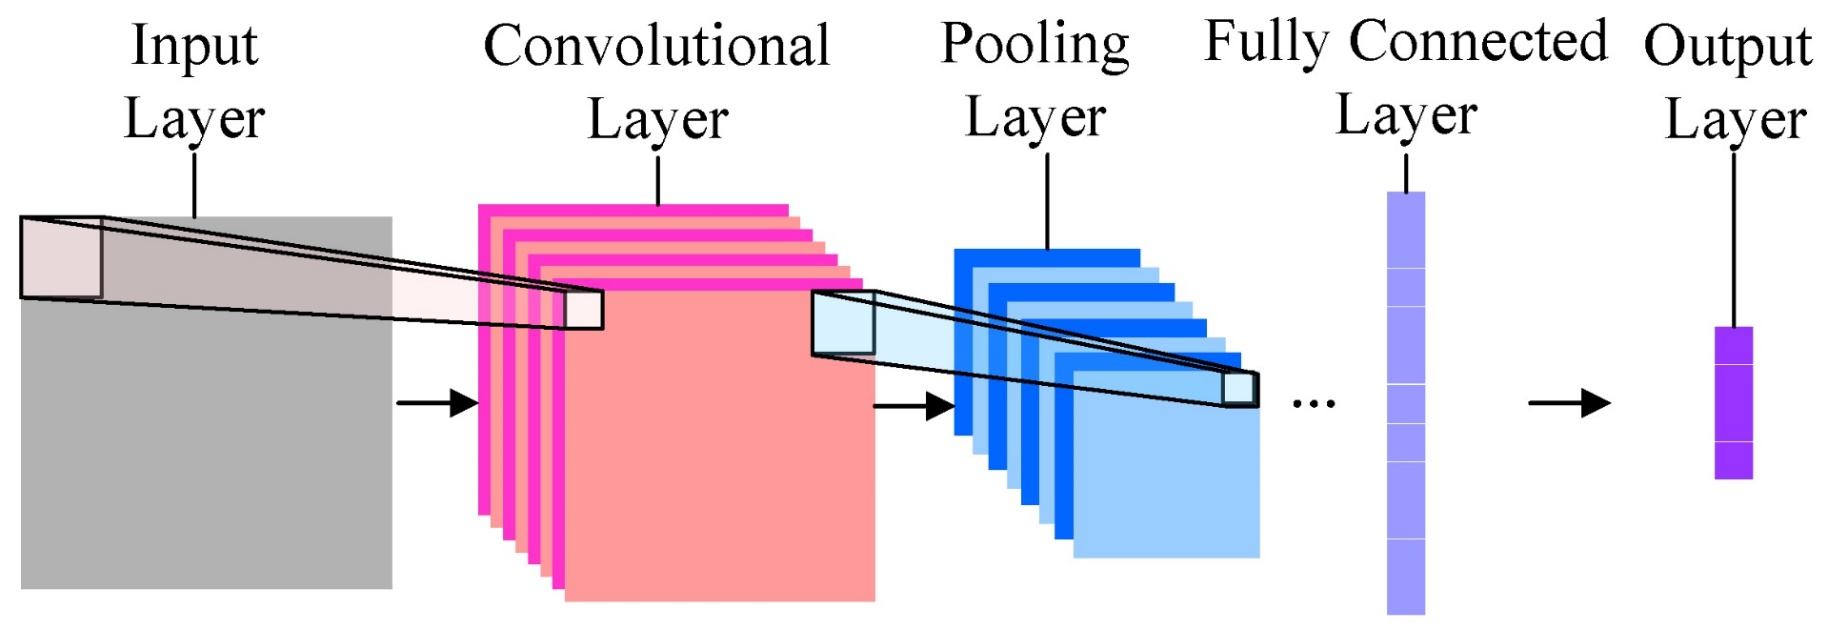 Input
Layer
Convolutional
Layer
Pooling
Layer
Fully Connected
Layer
Output
Layer
...